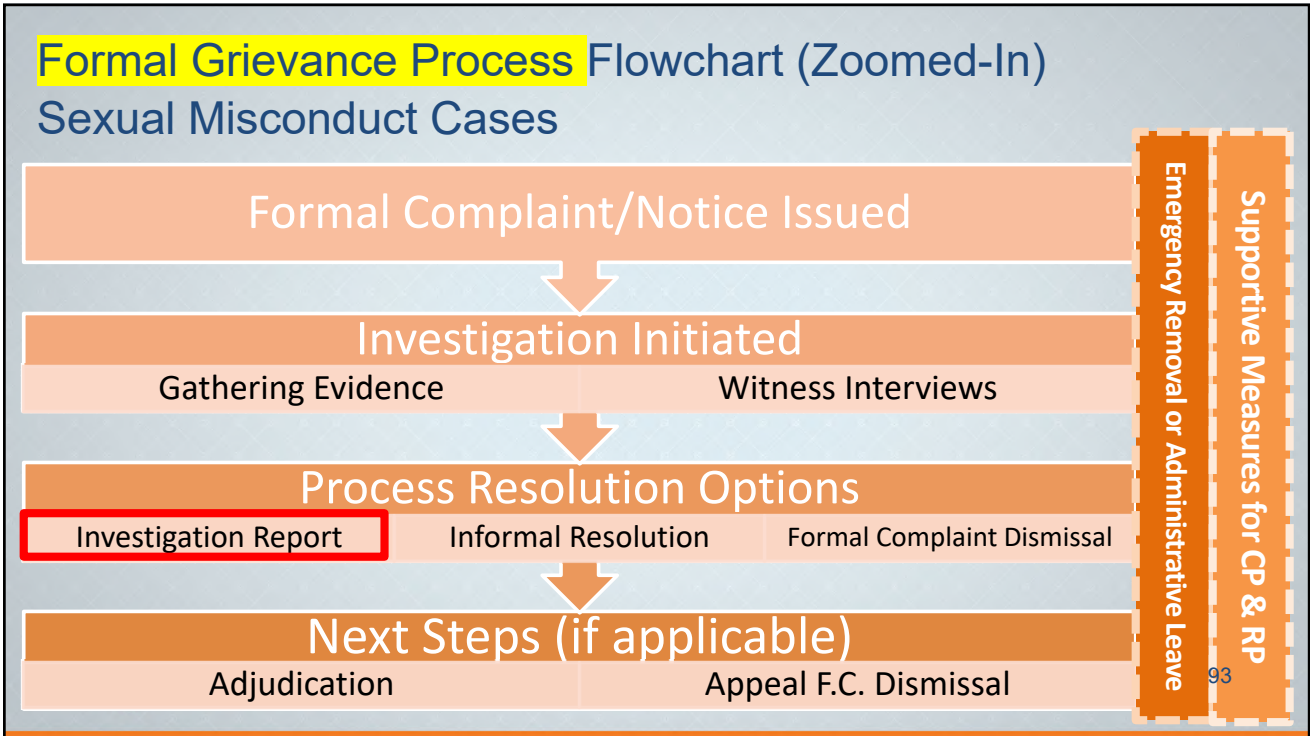 Formal Grievance Process Flowchart (Zoomed-In)
Sexual Misconduct Cases
Formal Complaint/Notice Issued
Investigation Initiated
Gathering Evidence
Witness Interviews
Process Resolution Options
Investigation Report
Informal Resolution
Formal Complaint Dismissal
Next Steps (if applicable)
Adjudication
Appeal F.C. Dismissal
Emergency Removal or Administrative Leave
Supportive Measures for CP & RP
93